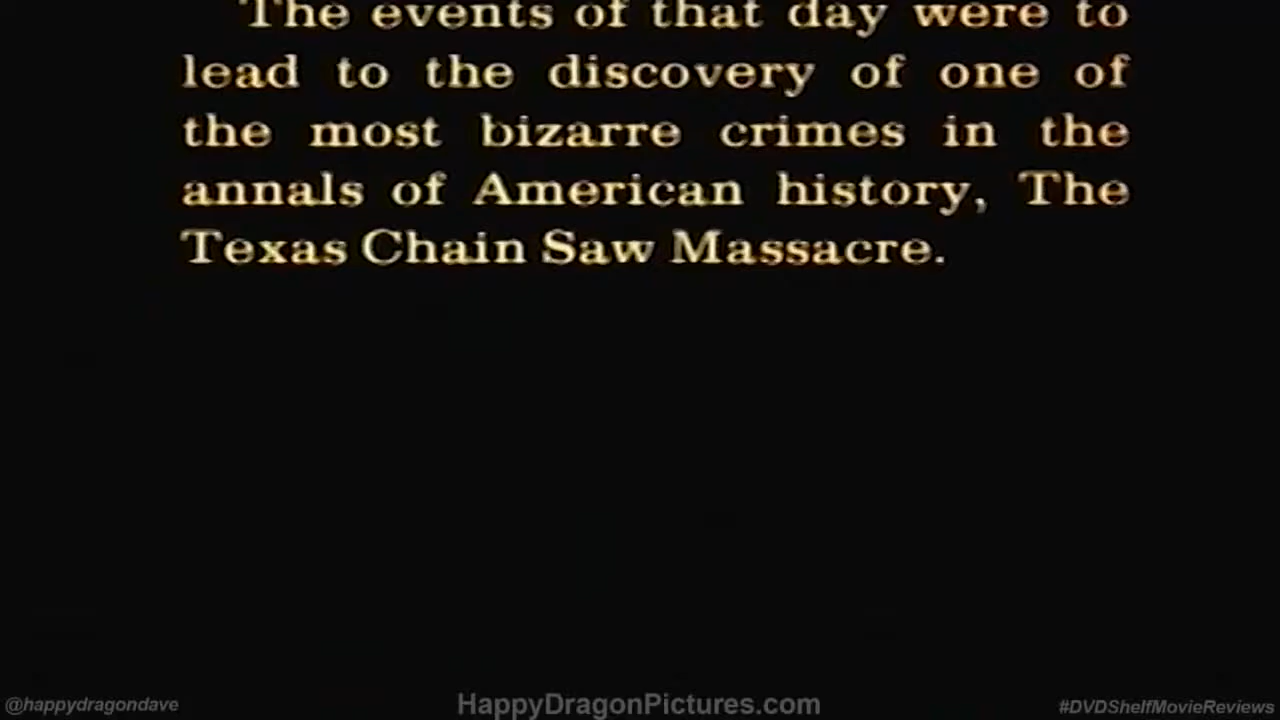 The events of that day were to
lead to the discovery of one of
the most bizarre crimes in the
annals of American history, The
Texas Chain Saw Massacre.
@happydragondave
HappyDragonPictures.com
#DVDShelfMovieReviews